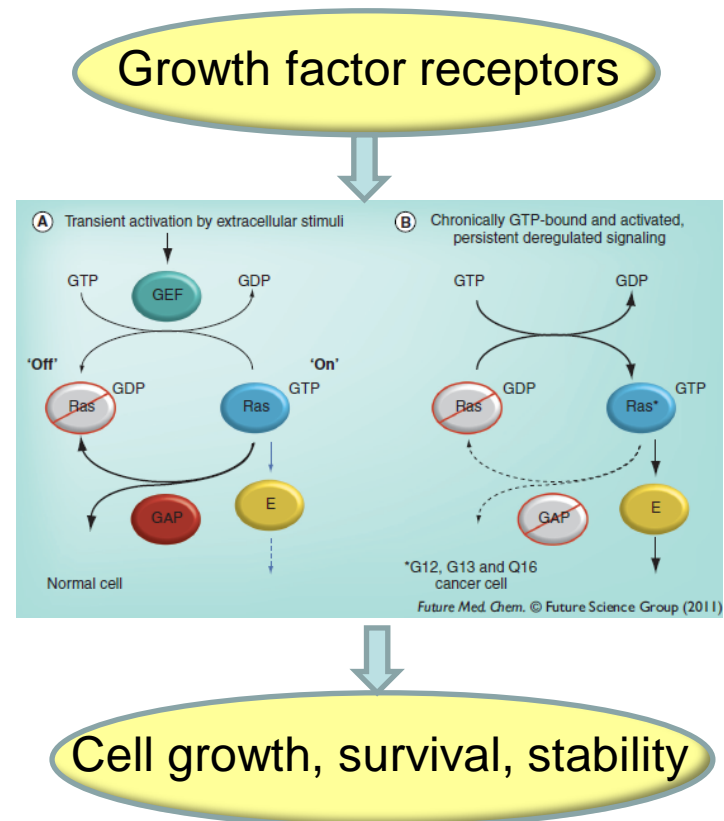 Growth factor receptors
A Transient activation by extracellular stimuli
GEF
GTP
GDP
'Off'
'On'
Ras
GDP
Ras
GTP
GAP
E
Normal cell
B Chronically GTP-bound and activated,
persistent deregulated signaling
GTP
GDP
Ras
GDP
Ras*
GTP
GAP
E
*G12, G13 and Q16
cancer cell
Future Med. Chem. © Future Science Group (2011)
Cell growth, survival, stability